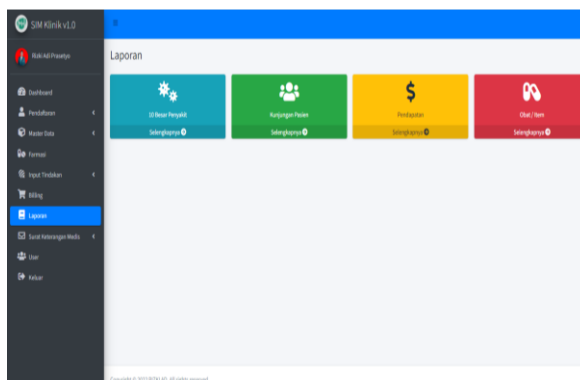 SIM Klinik v1.0
Rizki Adi Prasetyo
Dashboard
Pendaftaran
Master Data
Farmasi
Input Tindakan
Billing
Laporan
Surat Keterangan Medis
User
Keluar
Laporan
10 Besar Penyakit
Selengkapnya
Kunjungan Pasien
Selengkapnya
Pendapatan
Selengkapnya
Obat / Item
Selengkapnya